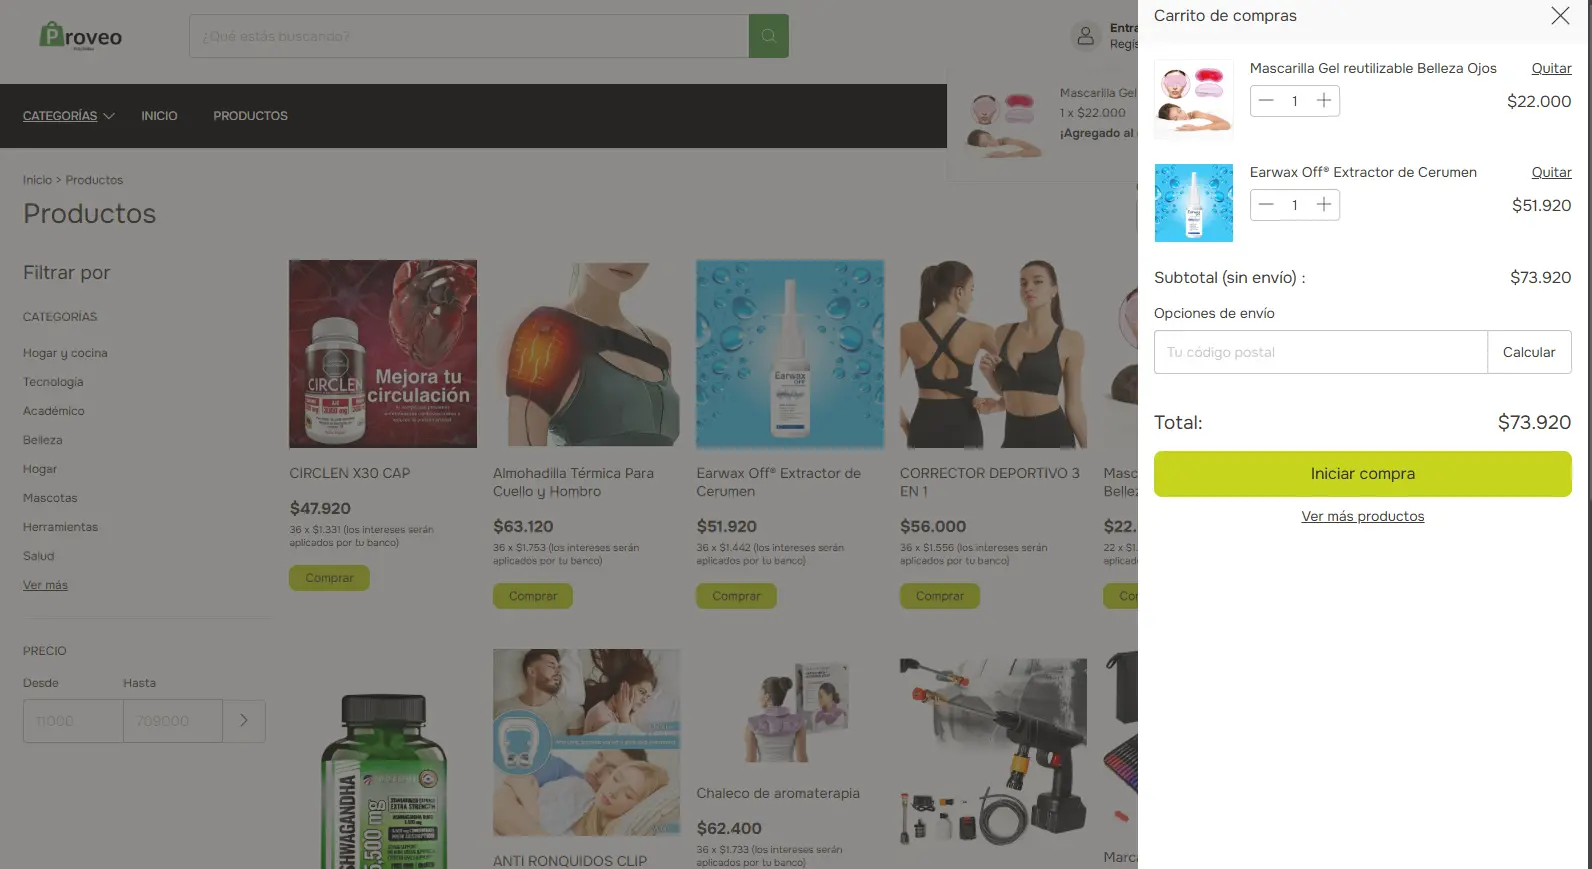 Proveo
¿Qué estás buscando?
Entra
Regis
CATEGORÍAS
INICIO
PRODUCTOS
Mascarilla Gel
1 x $22.000
¡Agregado al
Inicio > Productos
Productos
Filtrar por
CATEGORÍAS
Hogar y cocina
Tecnología
Académico
Belleza
Hogar
Mascotas
Herramientas
Salud
Ver más
PRECIO
Desde
Hasta
11000
709000
CIRCLEN
Mejora tu
circulación
CIRCLEN X30 CAP
$47.920
36 x $1.331 (los intereses serán
aplicados por tu banco)
Comprar
Almohadilla Térmica Para
Cuello y Hombro
$63.120
36 x $1.753 (los intereses serán
aplicados por tu banco)
Comprar
Earwax
Earwax Off® Extractor de
Cerumen
$51.920
36 x $1.442 (los intereses serán
aplicados por tu banco)
Comprar
CORRECTOR DEPORTIVO 3
EN 1
$56.000
36 x $1.556 (los intereses serán
aplicados por tu banco)
Comprar
Masc
Bellez
$22.
22 x $1.
Co
SHWAGANDHA
5.500 mg
EXTRA STRENGTH
ANTI RONQUIDOS CLIP
Chaleco de aromaterapia
$62.400
36 x $1.733 (los intereses serán
aplicados por tu banco)
Marca
Carrito de compras
Mascarilla Gel reutilizable Belleza Ojos
Quitar
1
$22.000
Earwax Off® Extractor de Cerumen
Quitar
1
$51.920
Subtotal (sin envío) :
$73.920
Opciones de envío
Tu código postal
Calcular
Total:
$73.920
Iniciar compra
Ver más productos